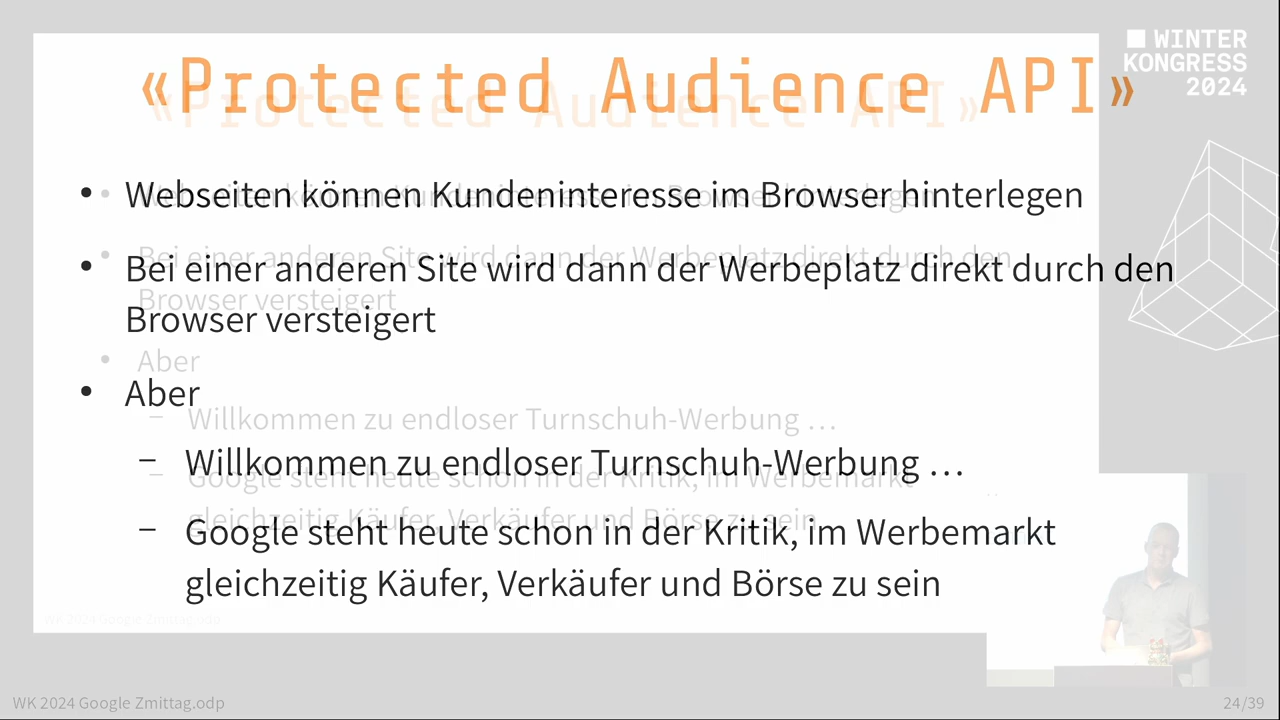 «Protected Audience API»
WINTER
KONGRESS
2024
• Webseiten können Kundeninteresse im Browser hinterlegen
• Bei einer anderen Site wird dann der Werbeplatz direkt durch den
Browser versteigert
• Aber
– Willkommen zu endloser Turnschuh-Werbung …
– Google steht heute schon in der Kritik, im Werbemarkt
gleichzeitig Käufer, Verkäufer und Börse zu sein
WK 2024 Google Zmittag.odp
24/39